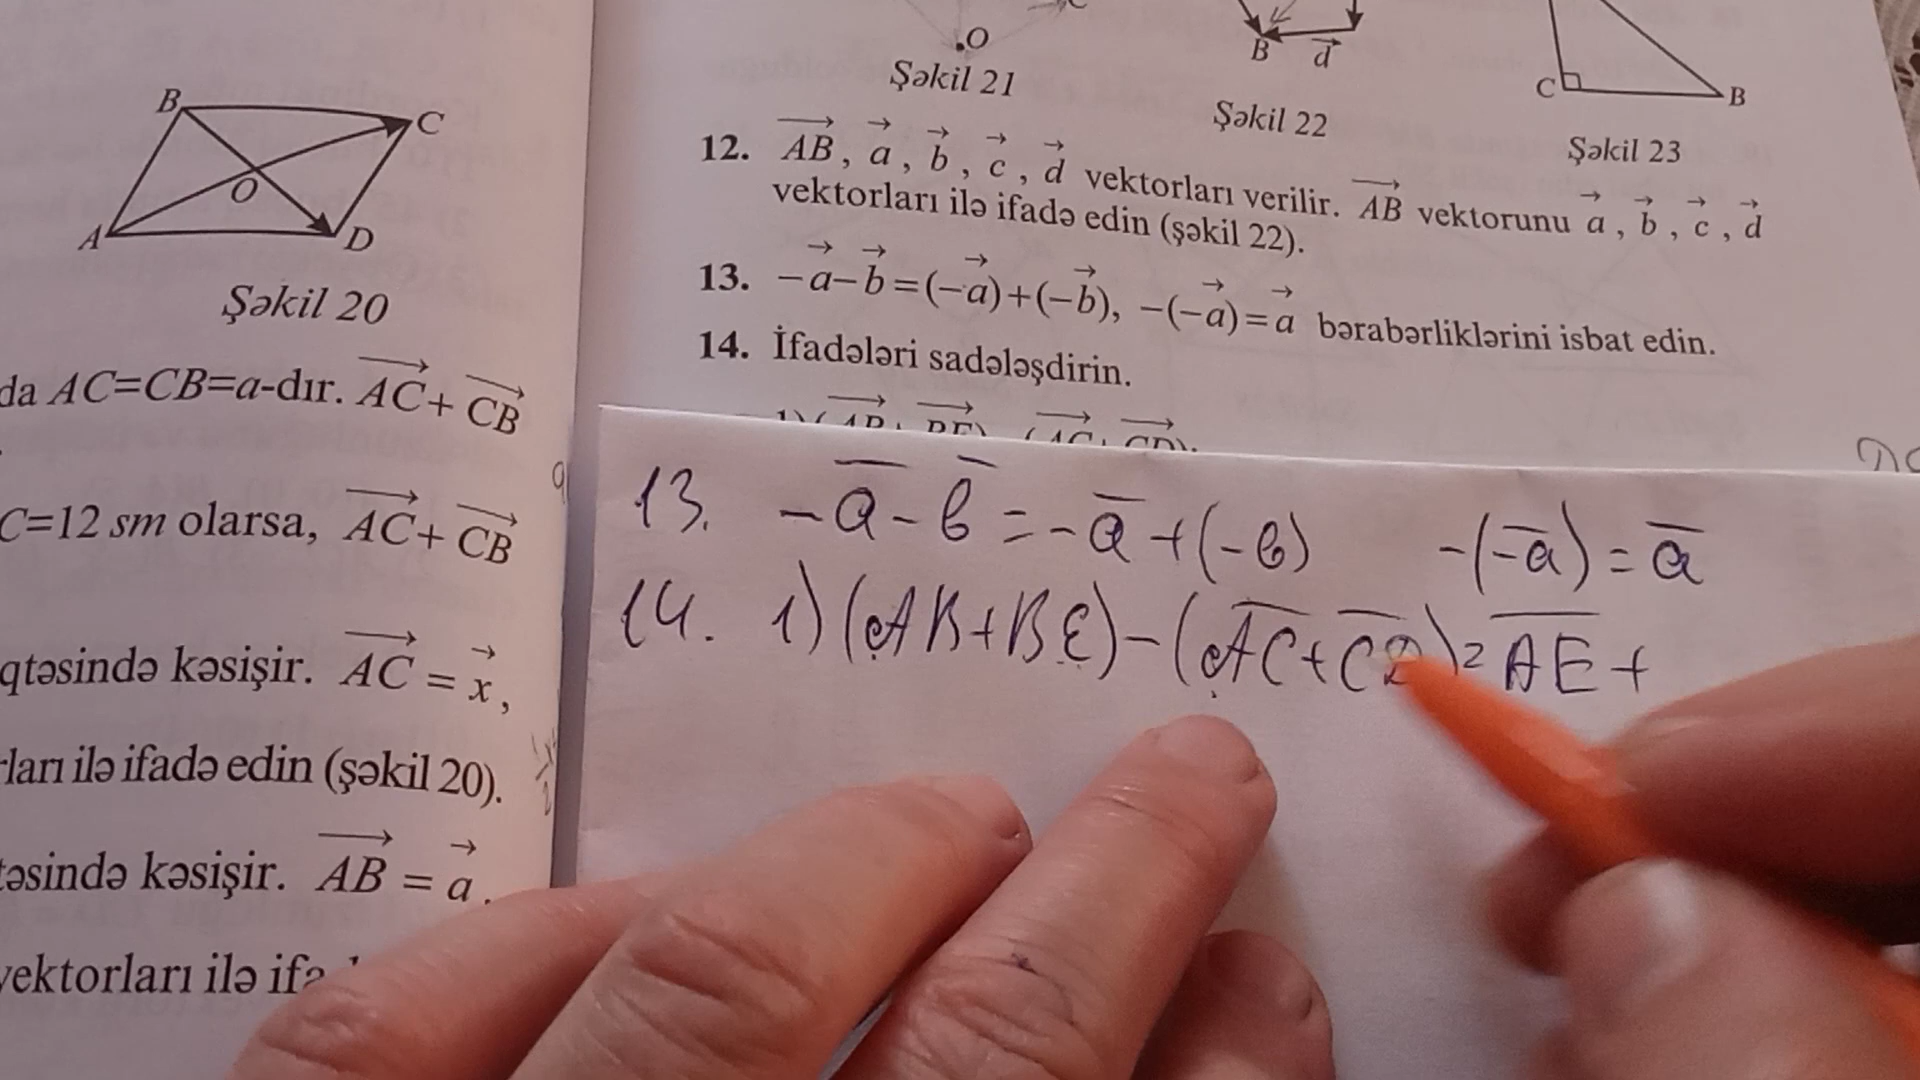 B
C
O
A
D
Şəkil 20
da AC=CB=a-dır. AC+ CB
C=12 sm olarsa, AC+ CB
qtəsində kəsişir. AC = x,
ları ilə ifadə edin (şəkil 20).
təsində kəsişir. AB = a.
vektorları ilə ifa
O
Şəkil 21
B d
Şəkil 22
C B
Şəkil 23
12. AB, a, b, c, d vektorları verilir. AB vektorunu a, b, c, d
vektorları ilə ifadə edin (şəkil 22).
13. −a−b=(−a)+(−b), −(−a)=a bərabərliklərini isbat edin.
14. İfadələri sadələşdirin.
13. -a-b=-a+(-b) -(-a)=a
14. 1)(AB+BE)-(AC+CD)=AE+